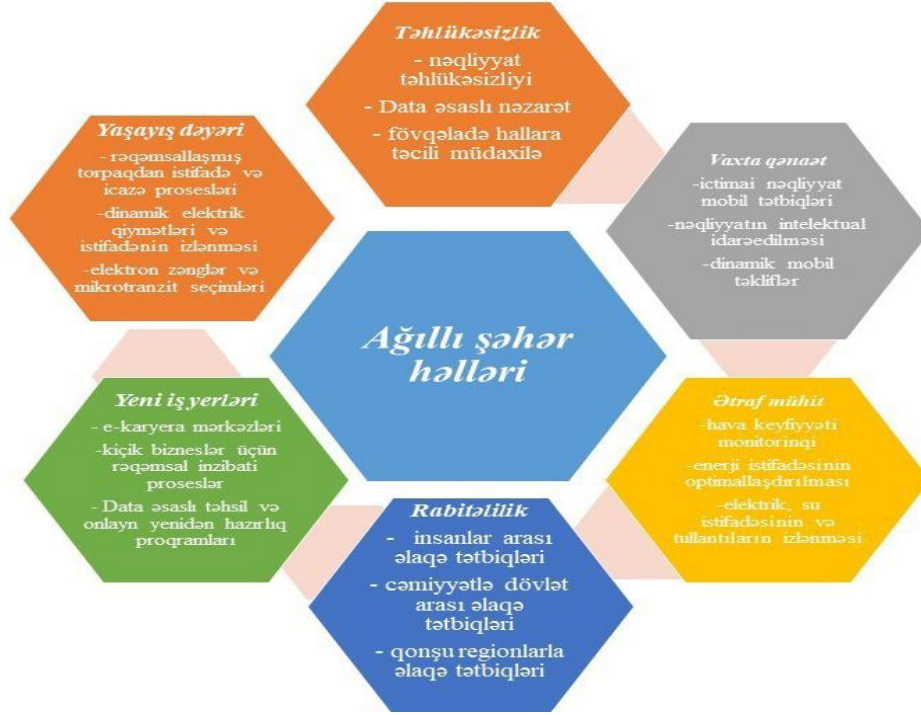 Təhlükəsizlik
- nəqliyyat
təhlükəsizliyi
- Data əsaslı nəzarət
- fövqəladə hallara
təcili müdaxilə
Vaxta qənaət
-ictimai nəqliyyat
mobil tətbiqləri
-nəqliyyatın intelektual
idarəedilməsi
-dinamik mobil
təkliflər
Ətraf mühit
-hava keyfiyyəti
monitorinqi
-enerji istifadəsinin
optimallaşdırılması
-elektrik, su
istifadəsinin və
tullantıların izlənməsi
Rabitəlilik
- insanlar arası
əlaqə tətbiqləri
- cəmiyyətlə dövlət
arası əlaqə
tətbiqləri
- qonşu regionlarla
əlaqə tətbiqləri
Yeni iş yerləri
- e-karyera mərkəzləri
-kiçik bizneslər üçün
rəqəmsal inzibati
proseslər
- Data əsaslı təhsil və
onlayn yenidən hazırlıq
proqramları
Yaşayış dəyəri
- rəqəmsallaşmış
torpaqdan istifadə və
icazə prosesləri
-dinamik elektrik
qiymətləri və
istifadənin izlənməsi
-elektron zənglər və
mikrotranzit seçimləri
Ağıllı şəhər
həlləri